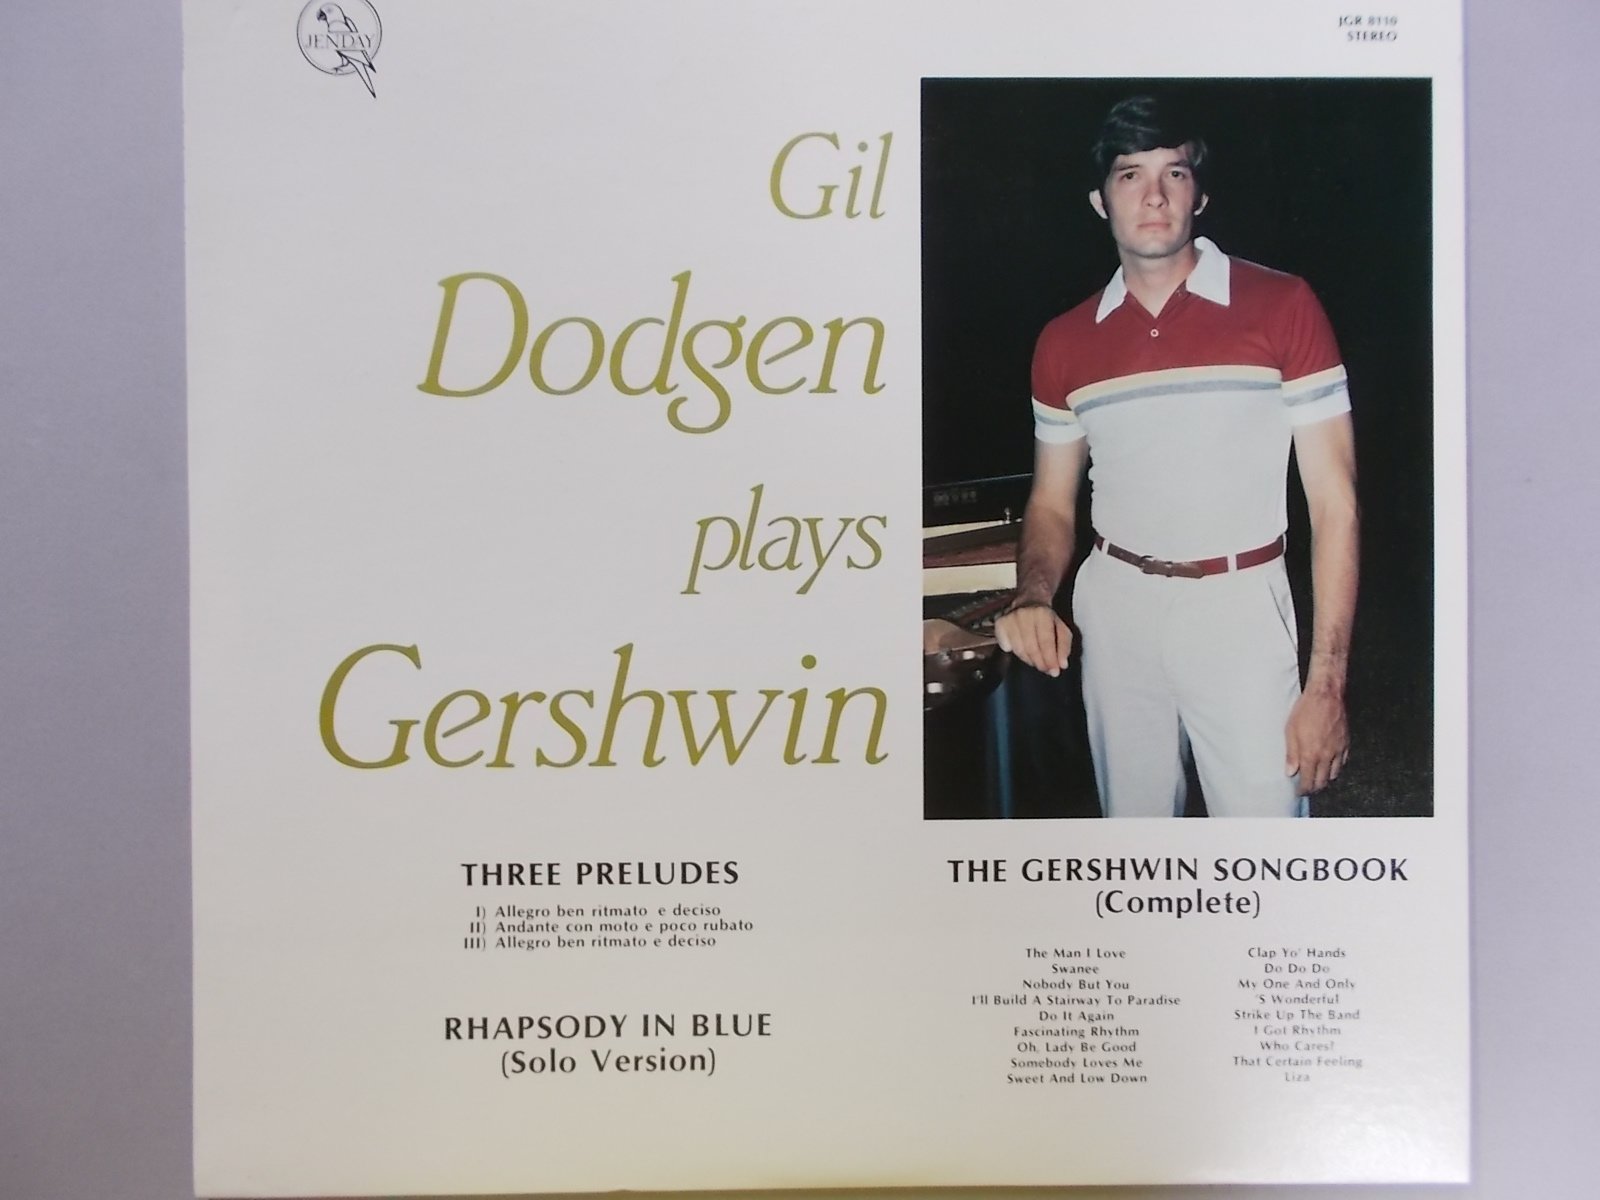 JENDAY
JGR 8110
STEREO
Gil
Dodgen
plays
Gershwin
THREE PRELUDES
I) Allegro ben ritmato e deciso
II) Andante con moto e poco rubato
III) Allegro ben ritmato e deciso
RHAPSODY IN BLUE
(Solo Version)
THE GERSHWIN SONGBOOK
(Complete)
The Man I Love
Swanee
Nobody But You
I'll Build A Stairway To Paradise
Do It Again
Fascinating Rhythm
Oh, Lady Be Good
Somebody Loves Me
Sweet And Low Down
Clap Yo' Hands
Do Do Do
My One And Only
'S Wonderful
Strike Up The Band
I Got Rhythm
Who Cares?
That Certain Feeling
Liza